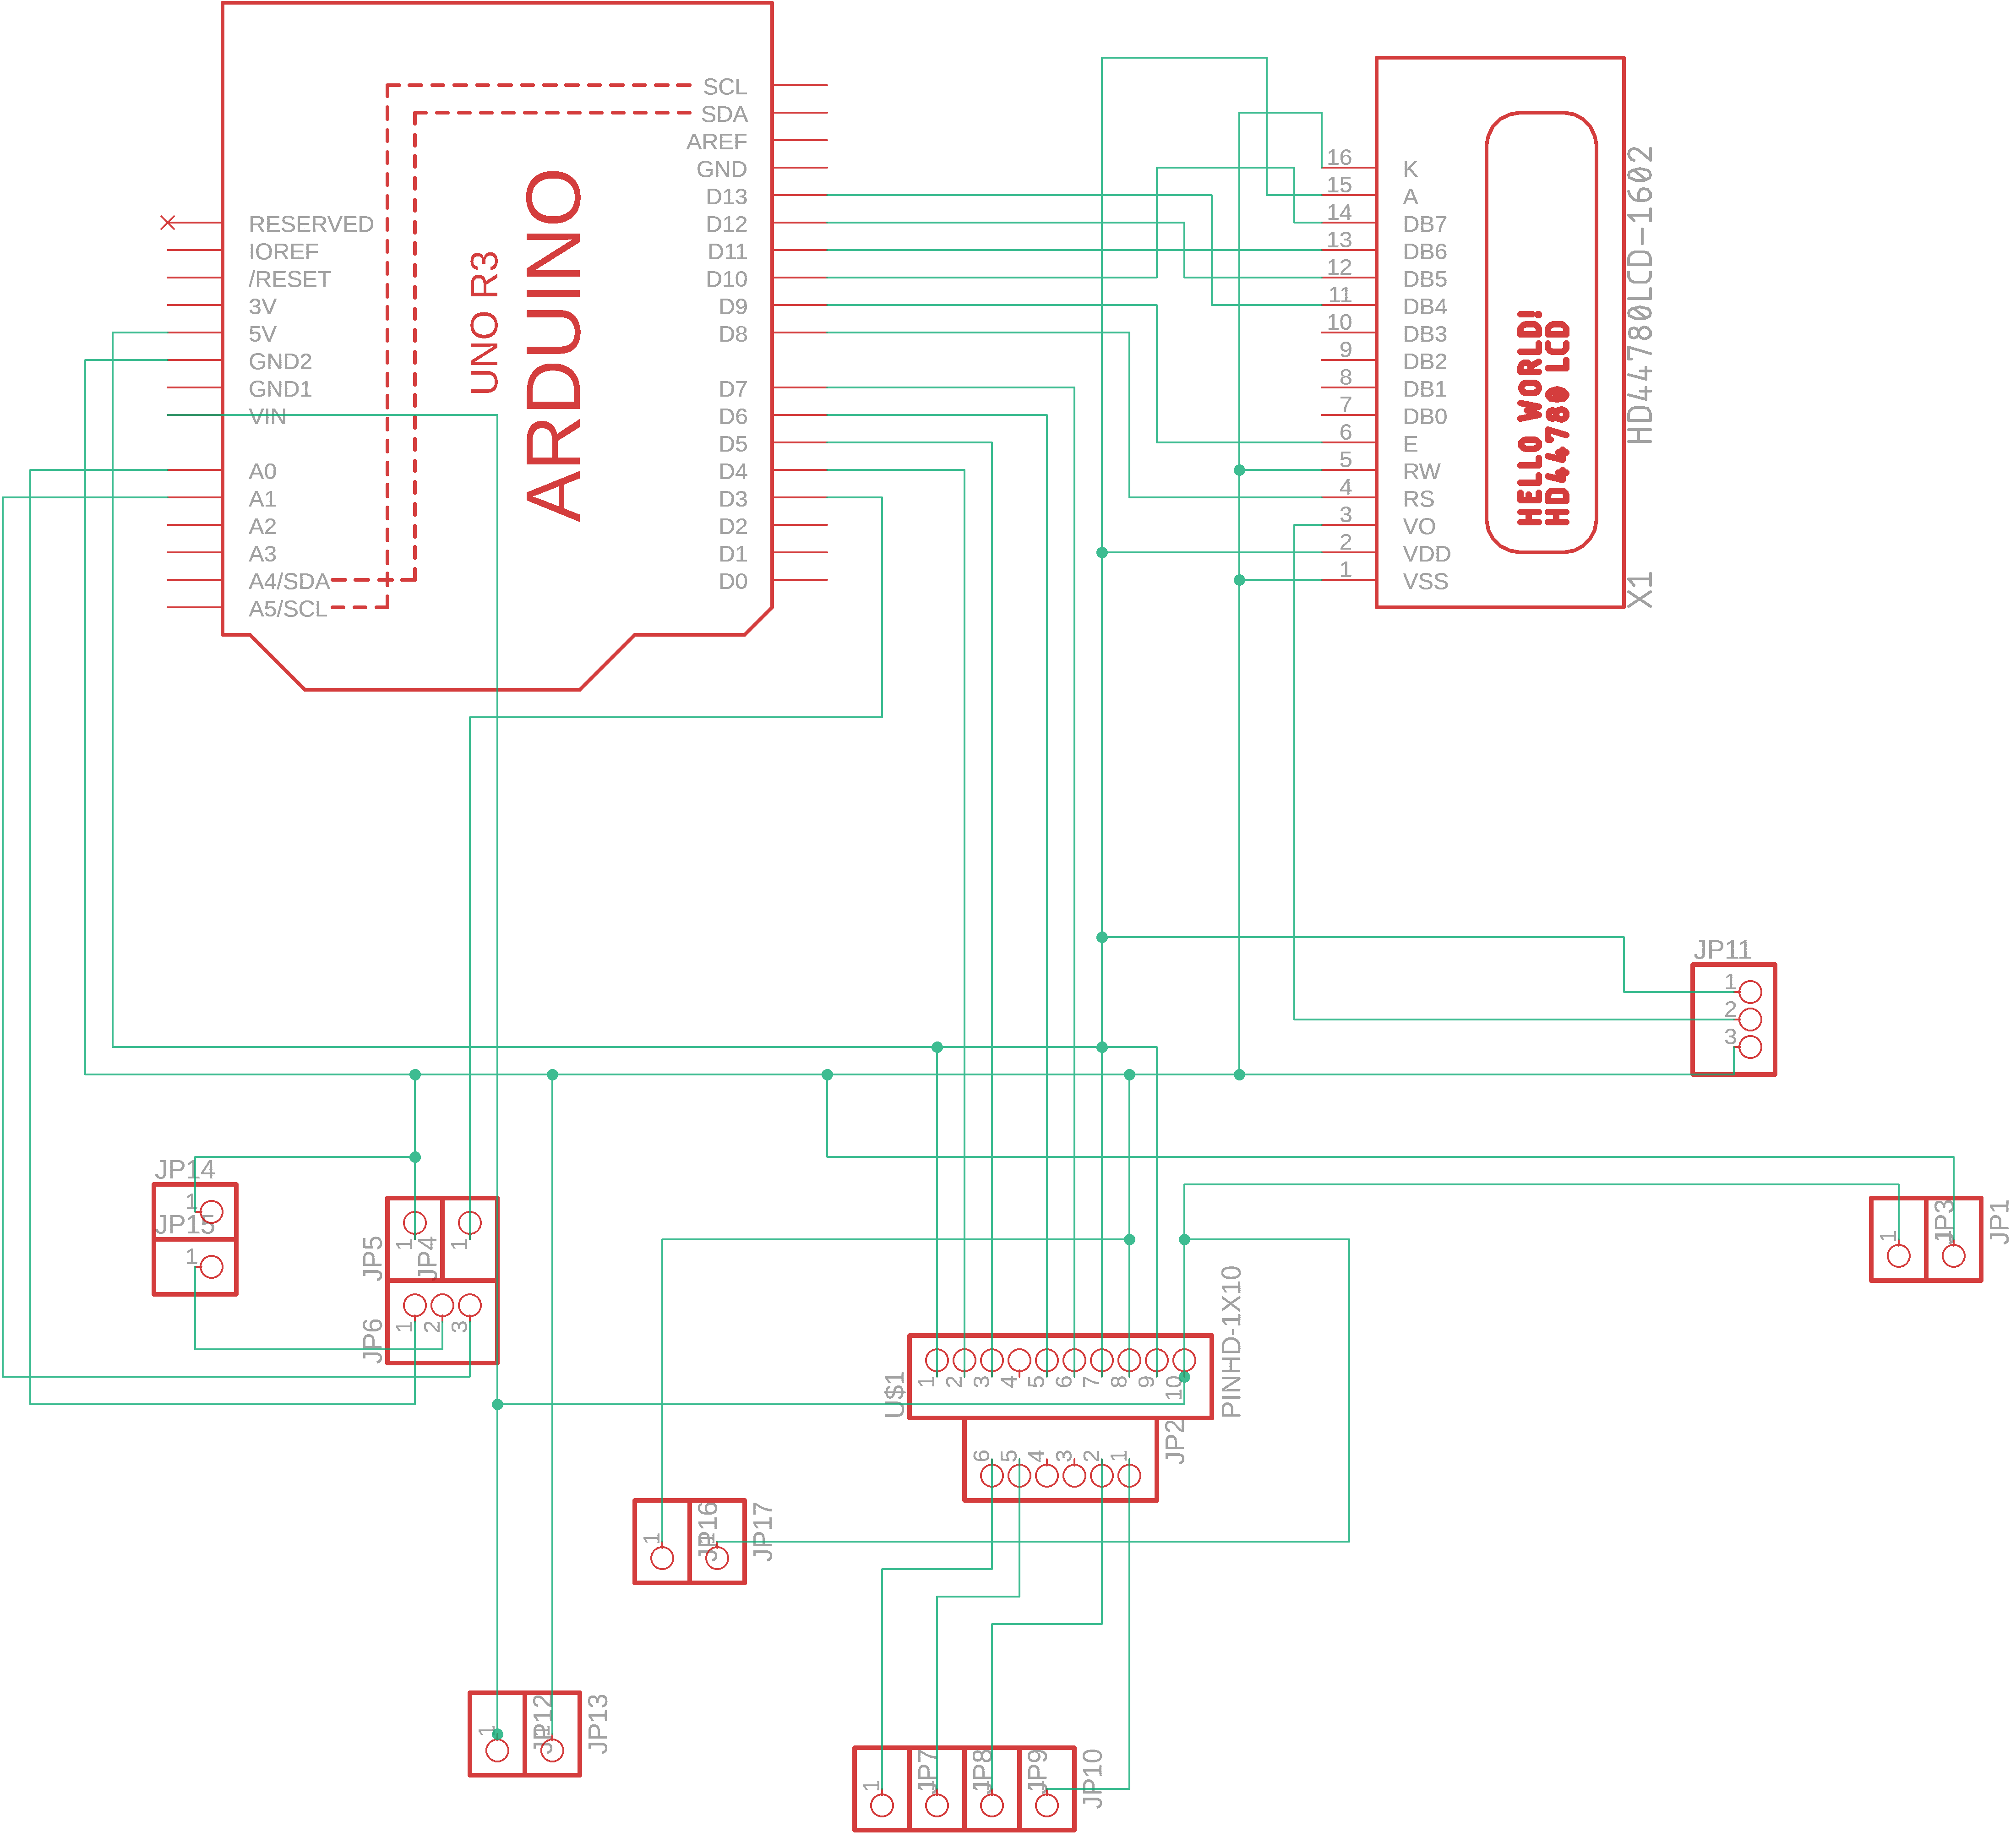 SCL
SDA
AREF
GND
D13
D12
D11
D10
D9
D8
D7
D6
D5
D4
D3
D2
D1
D0
RESERVED
IOREF
/RESET
3V
5V
GND2
GND1
VIN
A0
A1
A2
A3
A4/SDA
A5/SCL
UNO R3
ARDUINO
16 K
15 A
14 DB7
13 DB6
12 DB5
11 DB4
10 DB3
9 DB2
8 DB1
7 DB0
6 E
5 RW
4 RS
3 VO
2 VDD
1 VSS
HELLO WORLD!
HD44780 LCD
HD44780LCD-1602
X1
JP11
1
2
3
JP14
1
JP15
1
JP5
1
JP4
1
JP6
1
2
3
1
JP3
1
JP1
U$1
1
2
3
4
5
6
7
8
9
10
PINHD-1X10
6
5
4
3
2
1
JP2
1
JP16
1
JP17
1
JP12
1
JP13
1
JP7
1
JP8
1
JP9
1
JP10